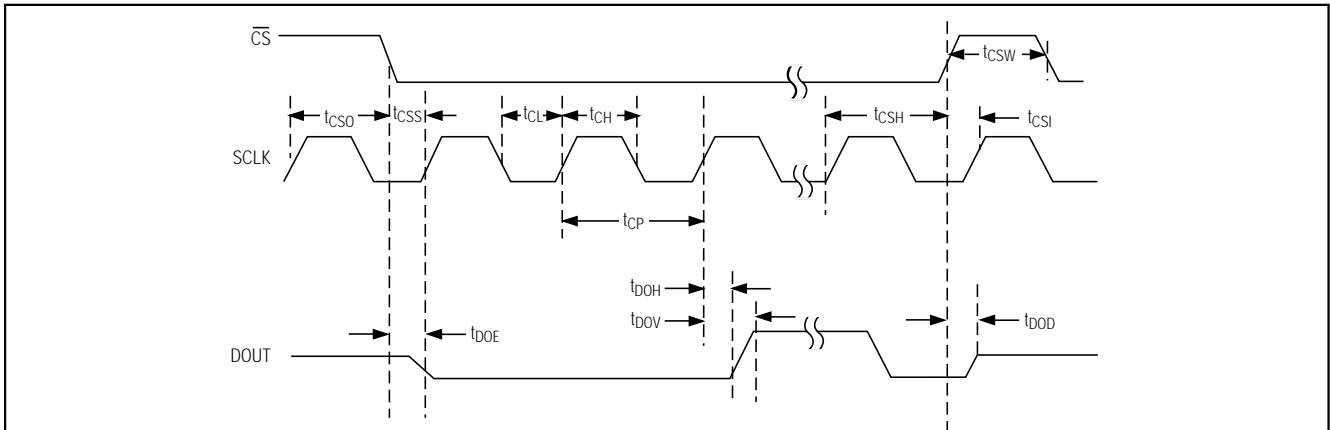 CS
tCSW
tCSO tCSS tCL tCH tCSH tCSI
SCLK
tCP
tDOH
tDOV
tDOE tDOD
DOUT